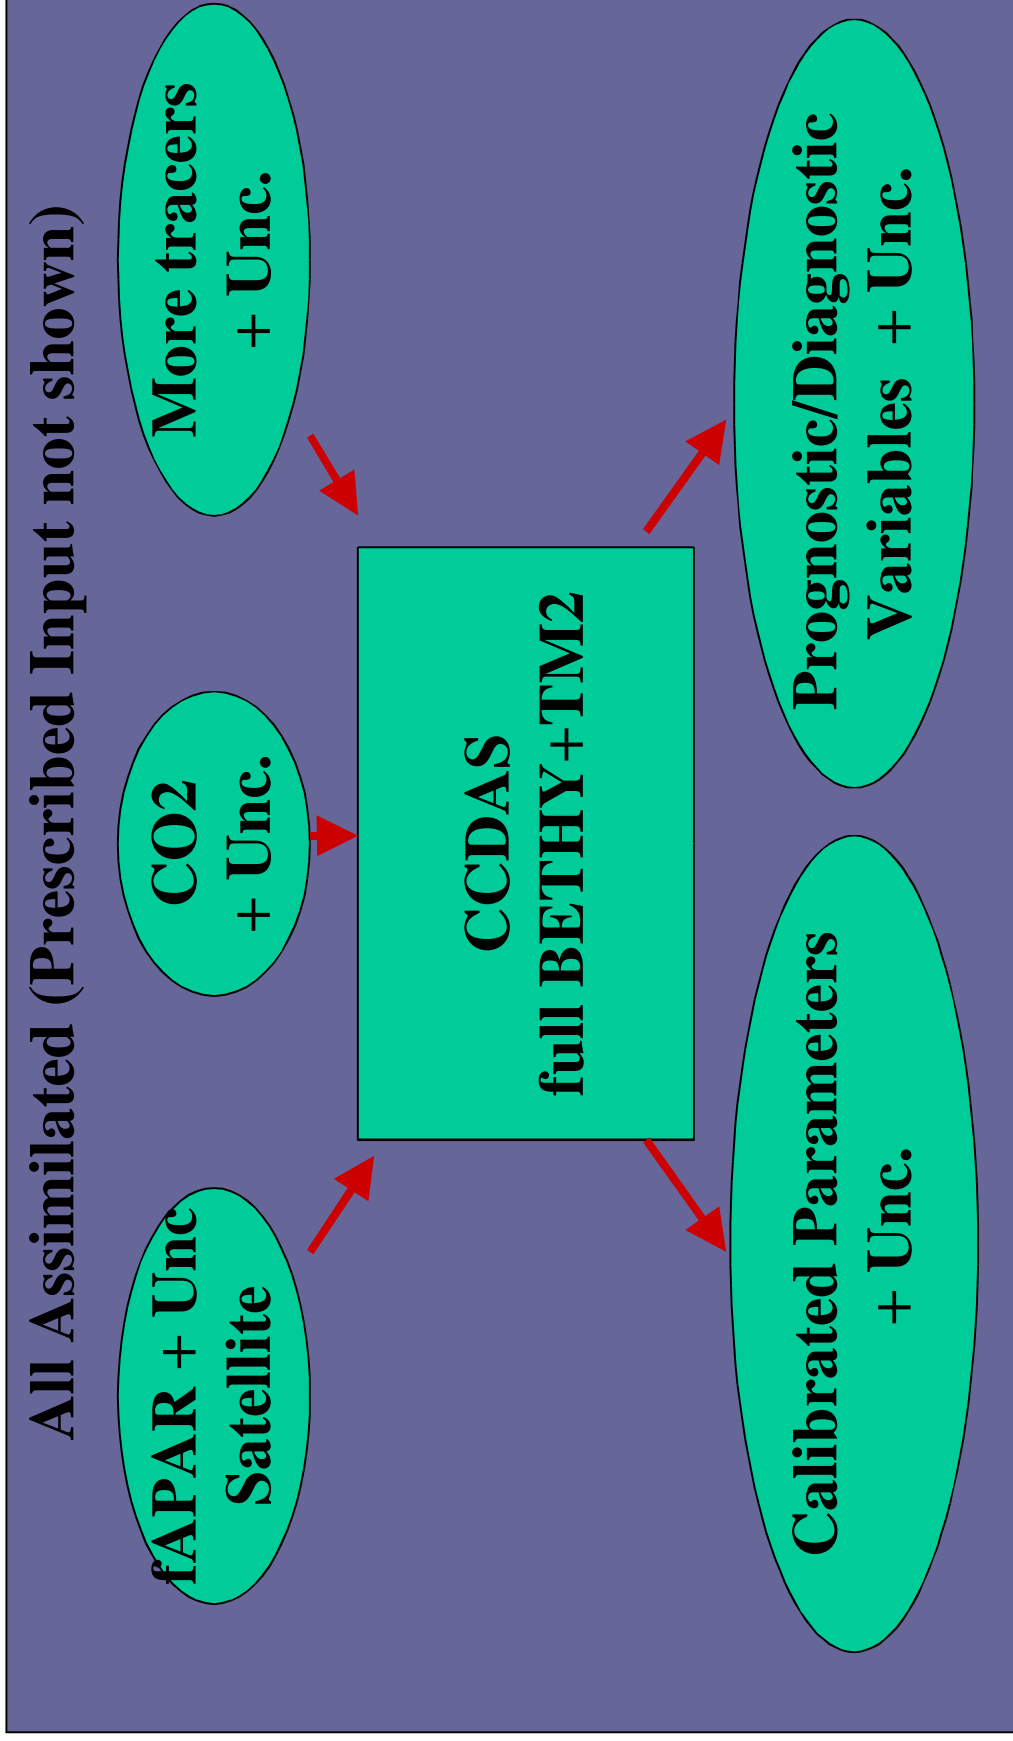 All Assimilated (Prescribed Input not shown)
fAPAR + Unc
Satellite
CO2
+ Unc.
More tracers
+ Unc.
CCDAS
full BETHY+TM2
Calibrated Parameters
+ Unc.
Prognostic/Diagnostic
Variables + Unc.